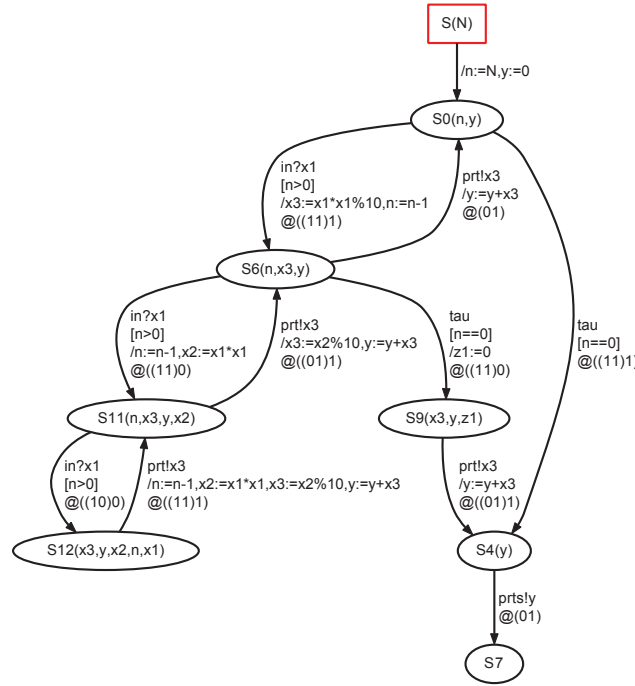 S(N)
/n:=N,y:=0
S0(n,y)
in?x1
[n>0]
/x3:=x1*x1%10,n:=n-1
@((11)1)
prt!x3
/y:=y+x3
@(01)
S6(n,x3,y)
in?x1
[n>0]
/n:=n-1,x2:=x1*x1
@((11)0)
prt!x3
/x3:=x2%10,y:=y+x3
@((01)1)
tau
[n==0]
/z1:=0
@((11)0)
tau
[n==0]
@((11)1)
S11(n,x3,y,x2)
S9(x3,y,z1)
in?x1
[n>0]
@((10)0)
prt!x3
/n:=n-1,x2:=x1*x1,x3:=x2%10,y:=y+x3
@((11)1)
prt!x3
/y:=y+x3
@((01)1)
S12(x3,y,x2,n,x1)
S4(y)
prts!y
@(01)
S7